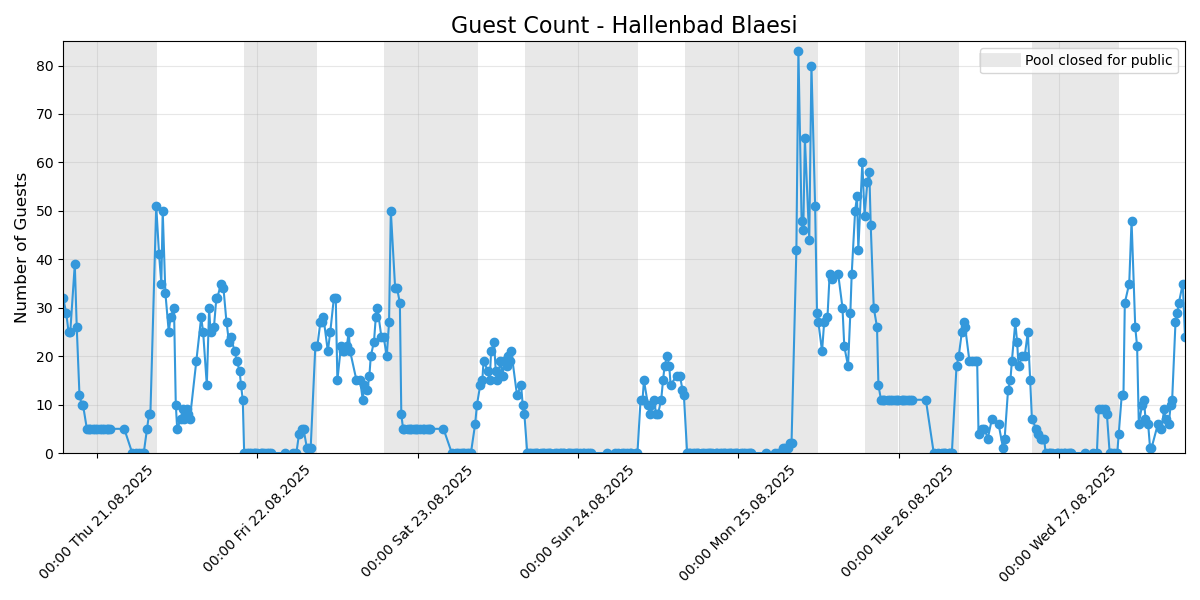 Guest Count - Hallenbad Blaesi
Pool closed for public
Number of Guests
80
70
60
50
40
30
20
10
0
00:00 Thu 21.08.2025
00:00 Fri 22.08.2025
00:00 Sat 23.08.2025
00:00 Sun 24.08.2025
00:00 Mon 25.08.2025
00:00 Tue 26.08.2025
00:00 Wed 27.08.2025